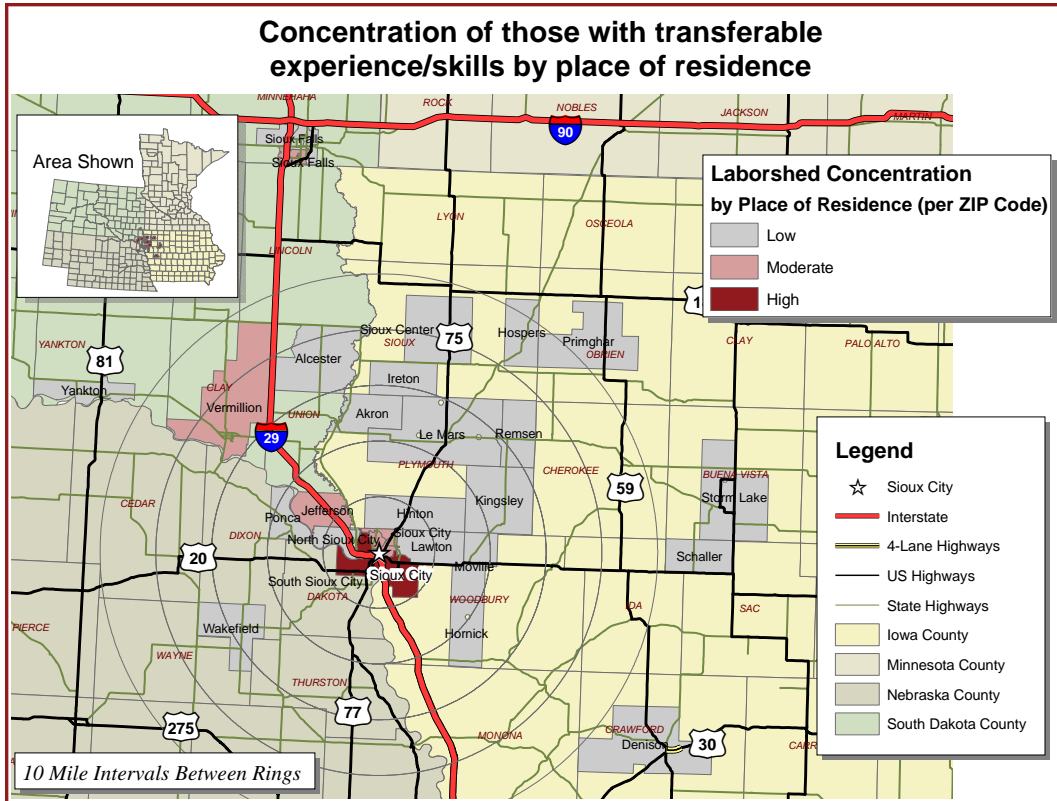 Concentration of those with transferable
experience/skills by place of residence
MINNEHAHA
ROCK
NOBLES
JACKSON
MARTIN
90
Area Shown
Sioux Falls
Sioux Falls
Laborshed Concentration
by Place of Residence (per ZIP Code)
Low
Moderate
High
LYON
OSCEOLA
LINCOLN
Sioux Center
SIOUX
75
Hospers
Primghar
OBRIEN
CLAY
PALO ALTO
YANKTON
81
Alcester
Yankton
CLAY
Vermillion
UNION
29
Ireton
Akron
Le Mars
Remsen
PLYMOUTH
CHEROKEE
59
BUENA VISTA
Storm Lake
Kingsley
CEDAR
DIXON
Ponca
Jefferson
Hinton
North Sioux City
Sioux City
Lawton
20
South Sioux City
Sioux City
Moville
Schaller
DAKOTA
WOODBURY
IDA
SAC
PIERCE
Wakefield
Hornick
WAYNE
THURSTON
77
275
MONONA
CRAWFORD
Denison
30
CARR
Legend
Sioux City
Interstate
4-Lane Highways
US Highways
State Highways
Iowa County
Minnesota County
Nebraska County
South Dakota County
10 Mile Intervals Between Rings